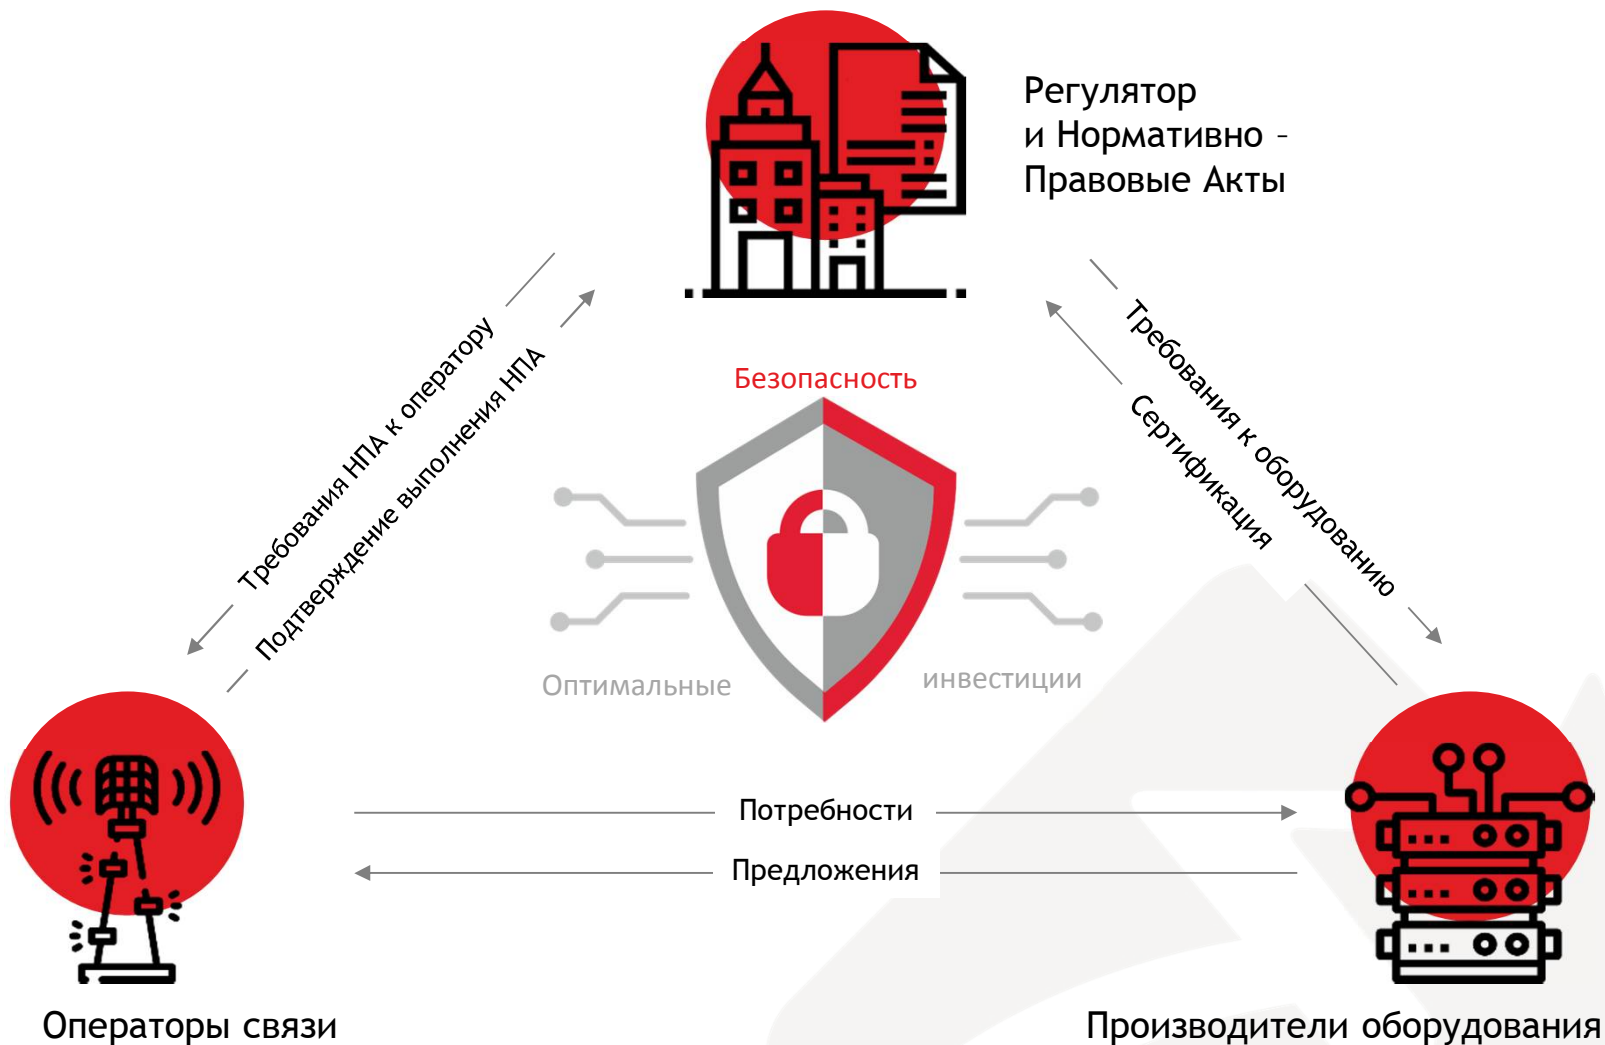 Регулятор
и Нормативно –
Правовые Акты
Требования НПА к оператору
Подтверждение выполнения НПА
Требования к оборудованию
Сертификация
Безопасность
Оптимальные
инвестиции
Потребности
Предложения
Операторы связи
Производители оборудования